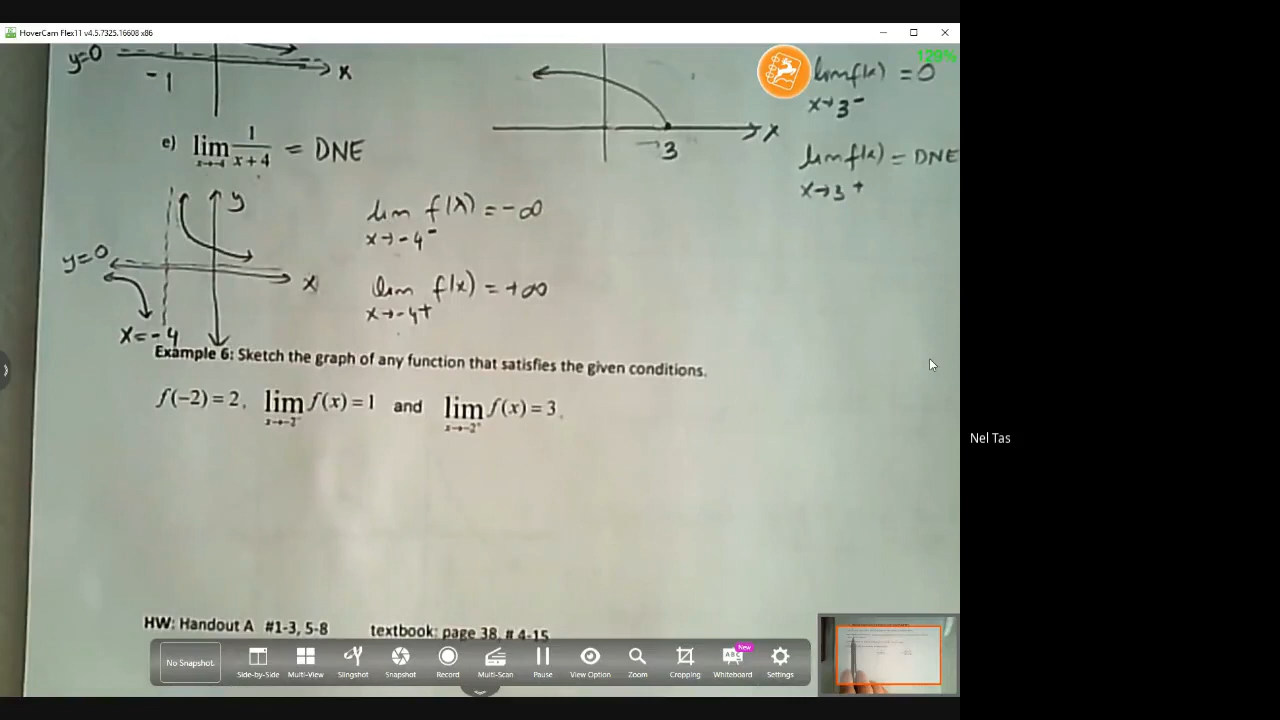 HoverCam Flex11 v4.5.7325.16608 x86
129%
y=0
-1
x
x
3
lim f(x) = 0
x→3-
lim f(x) = DNE
x→3+
e) lim 1/x+4 = DNE
x→-4
y
y=0
x
x=-4
lim f(x) = -∞
x→-4-
lim f(x) = +∞
x→-4+
Example 6: Sketch the graph of any function that satisfies the given conditions.
f(-2) = 2, lim f(x) = 1 and lim f(x) = 3.
x→-2- x→-2+
HW: Handout A #1-3, 5-8 textbook: page 38, # 4-15
No Snapshot.
Side-by-Side Multi-View Slingshot Snapshot Record Multi-Scan Pause View Option Zoom Cropping Whiteboard Settings
ABC
New
Nel Tas